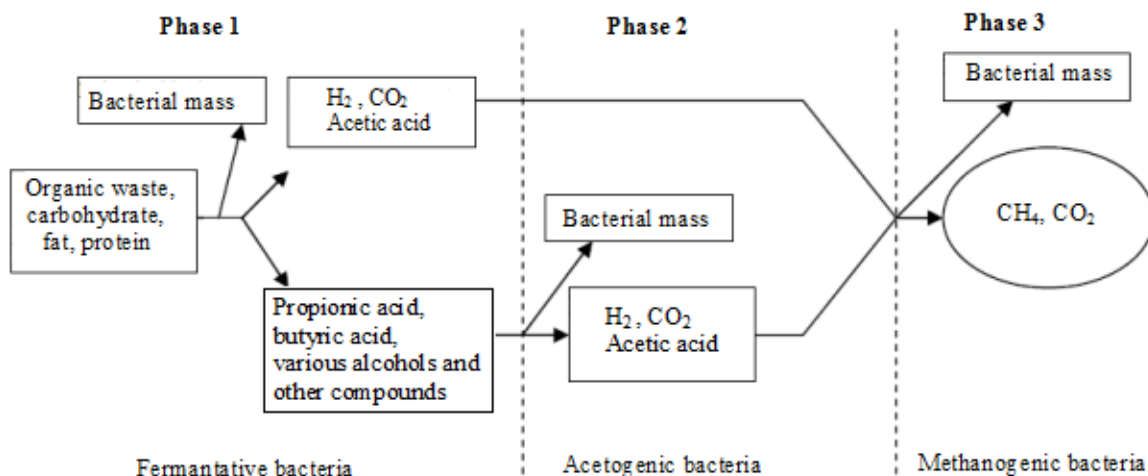 Phase 1
Phase 2
Phase 3
Bacterial mass
H₂ , CO₂
Acetic acid
Bacterial mass
Organic waste,
carbohydrate,
fat, protein
Bacterial mass
CH₄, CO₂
Propionic acid,
butyric acid,
various alcohols and
other compounds
H₂ , CO₂
Acetic acid
Fermantative bacteria
Acetogenic bacteria
Methanogenic bacteria